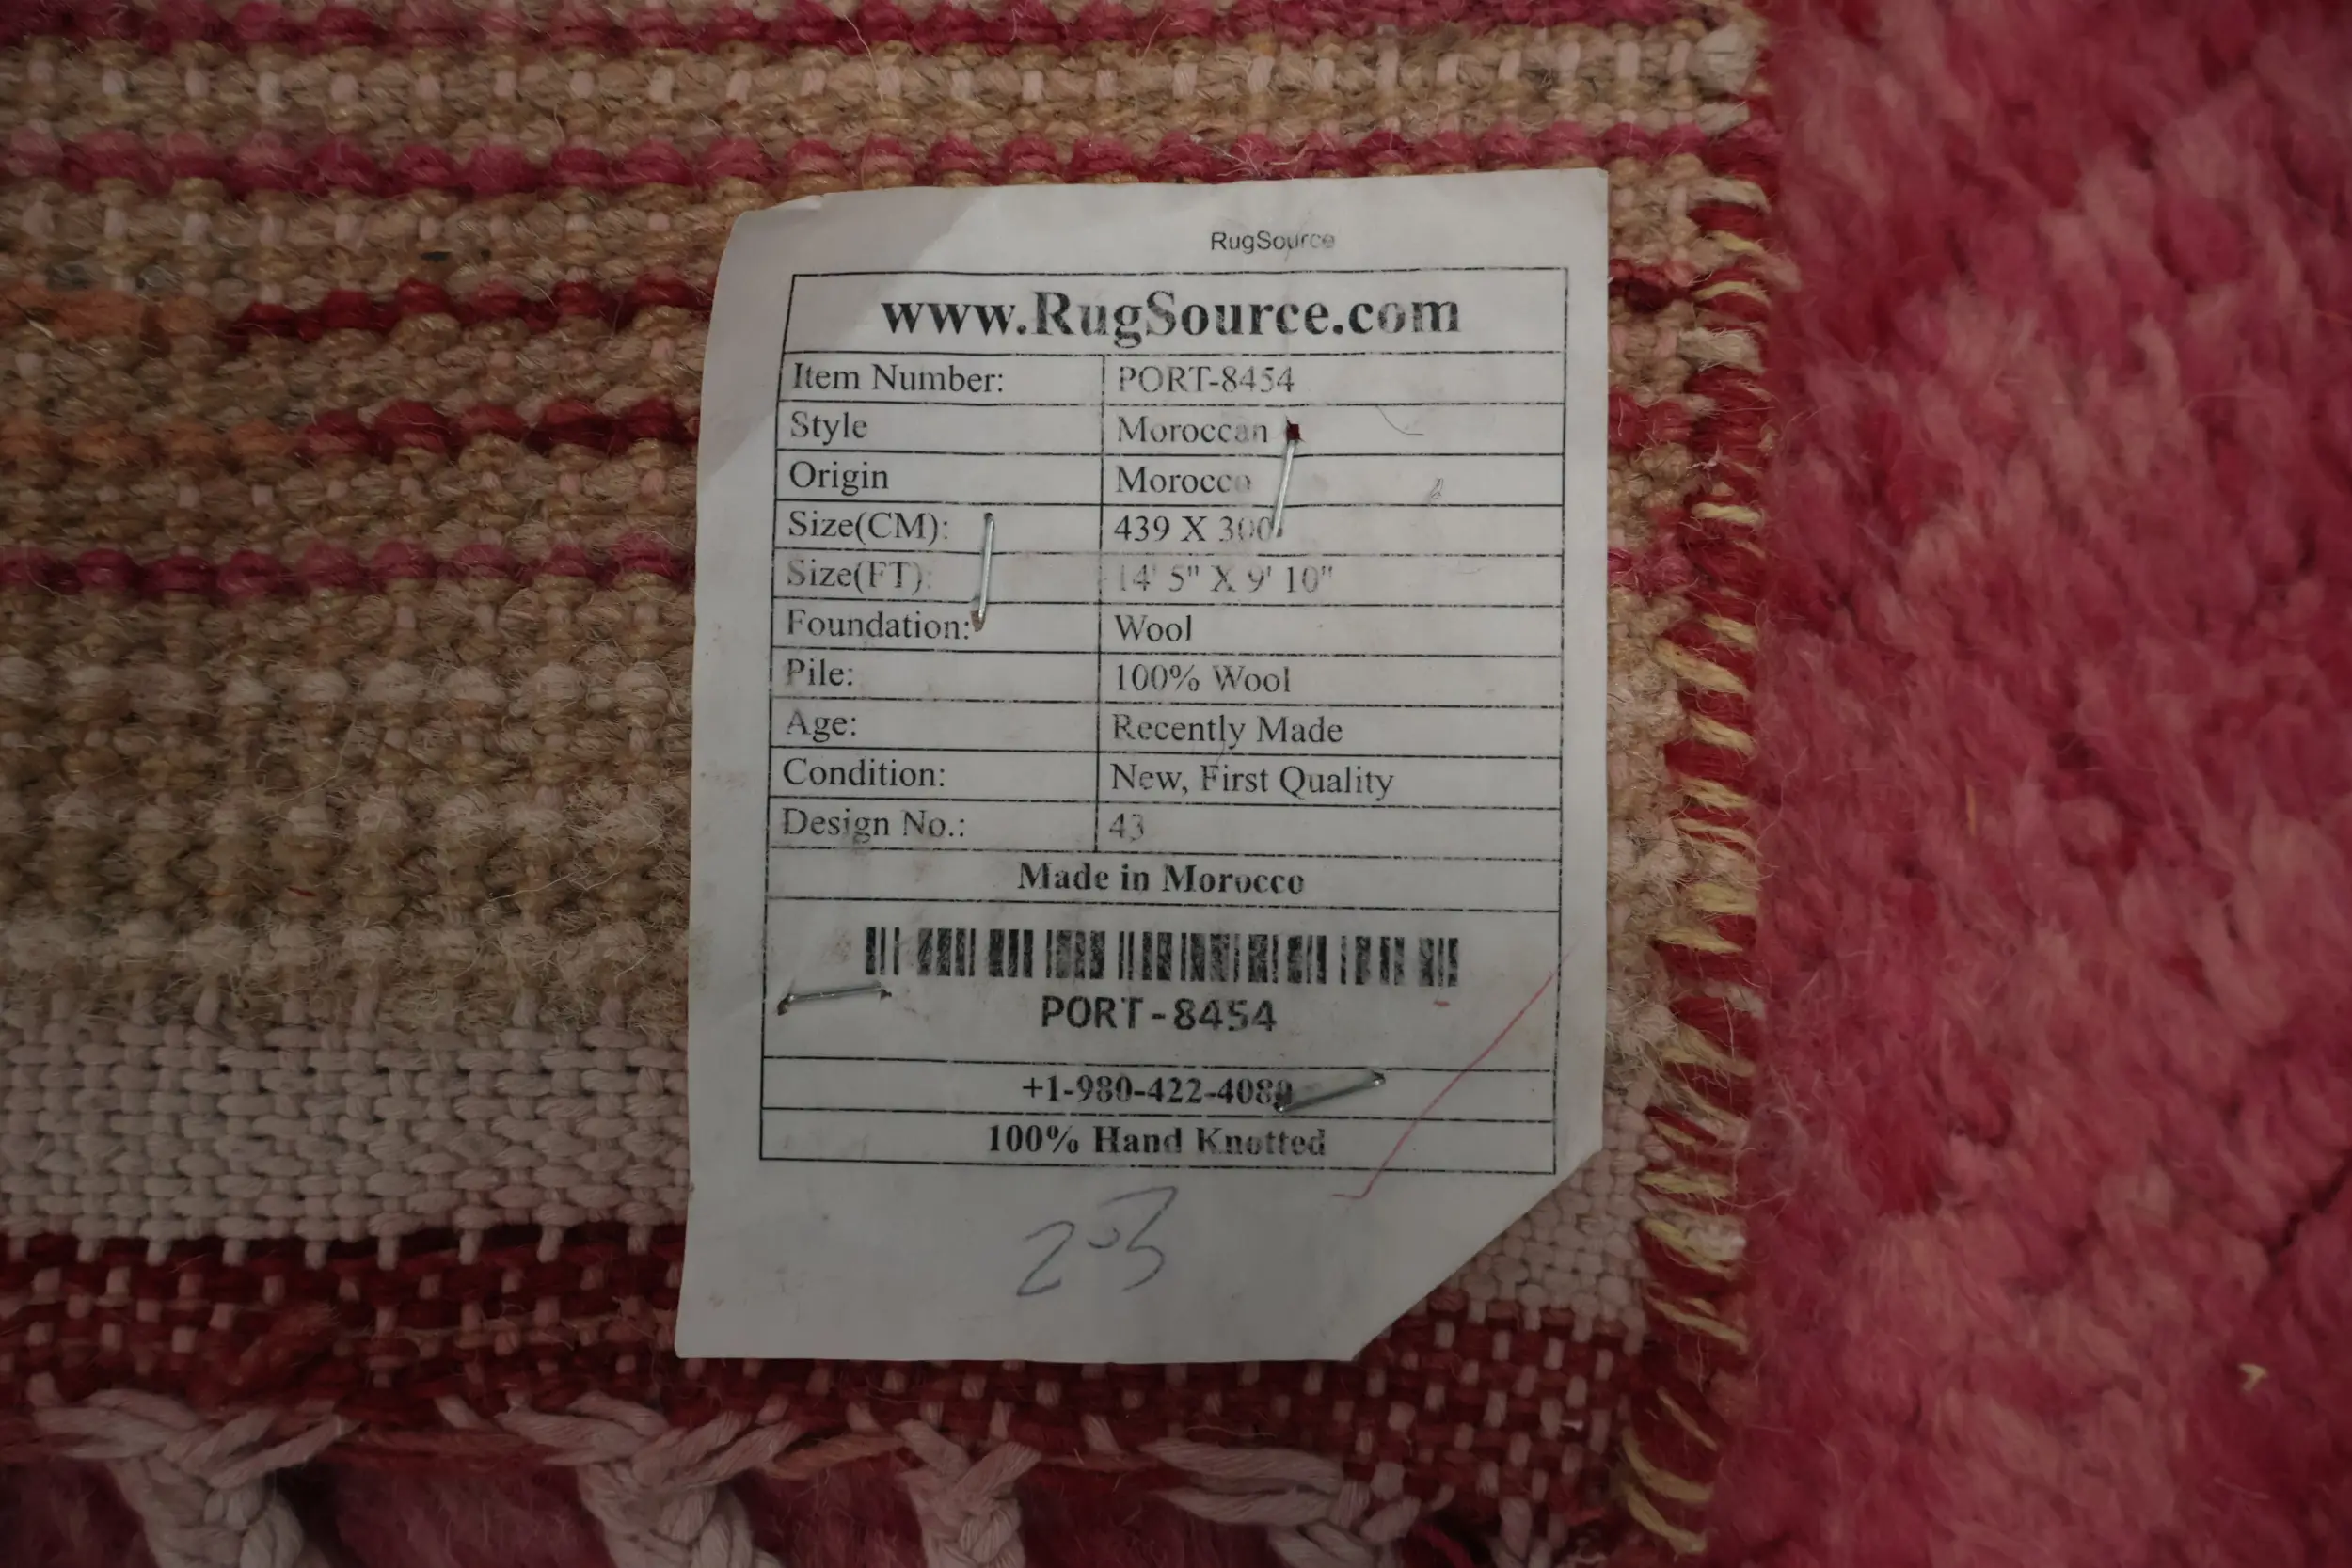 RugSource
www.RugSource.com
Item Number: PORT-8454
Style Moroccan
Origin Morocco
Size(CM): 439 X 300
Size(FT): 14' 5" X 9' 10"
Foundation: Wool
Pile: 100% Wool
Age: Recently Made
Condition: New, First Quality
Design No.: 43
Made in Morocco
PORT-8454
100% Hand Knotted